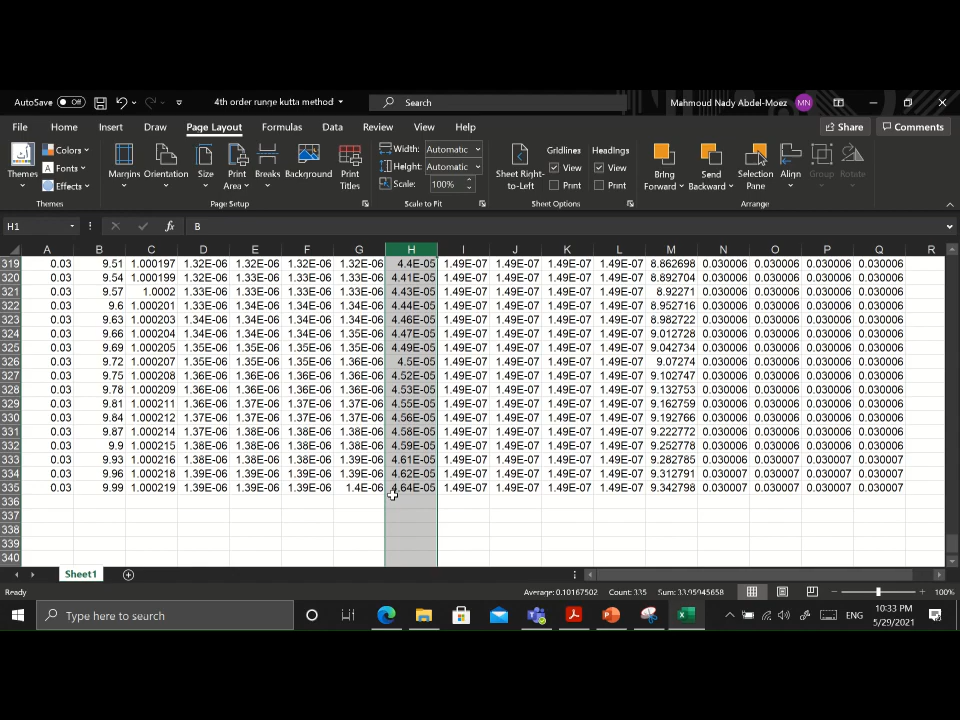 AutoSave Off 4th order runge kutta method Search Mahmoud Nady Abdel-Moez MN
File Home Insert Draw Page Layout Formulas Data Review View Help Share Comments
Themes Colors Fonts Effects Margins Orientation Size Print Area Breaks Background Print Titles Width: Automatic Height: Automatic Scale: 100% Sheet Right-to-Left Gridlines View Print Headings View Print Bring Forward Send Backward Selection Pane Align Group Rotate
Themes Page Setup Scale to Fit Sheet Options Arrange
H1 fx B
A B C D E F G H I J K L M N O P Q R
319 0.03 9.51 1.000197 1.32E-06 1.32E-06 1.32E-06 1.32E-06 4.4E-05 1.49E-07 1.49E-07 1.49E-07 1.49E-07 8.862698 0.030006 0.030006 0.030006 0.030006
320 0.03 9.54 1.000199 1.32E-06 1.33E-06 1.33E-06 1.33E-06 4.41E-05 1.49E-07 1.49E-07 1.49E-07 1.49E-07 8.892704 0.030006 0.030006 0.030006 0.030006
321 0.03 9.57 1.0002 1.33E-06 1.33E-06 1.33E-06 1.33E-06 4.43E-05 1.49E-07 1.49E-07 1.49E-07 1.49E-07 8.92271 0.030006 0.030006 0.030006 0.030006
322 0.03 9.6 1.000201 1.33E-06 1.34E-06 1.34E-06 1.34E-06 4.44E-05 1.49E-07 1.49E-07 1.49E-07 1.49E-07 8.952716 0.030006 0.030006 0.030006 0.030006
323 0.03 9.63 1.000203 1.34E-06 1.34E-06 1.34E-06 1.34E-06 4.46E-05 1.49E-07 1.49E-07 1.49E-07 1.49E-07 8.982722 0.030006 0.030006 0.030006 0.030006
324 0.03 9.66 1.000204 1.34E-06 1.34E-06 1.34E-06 1.35E-06 4.47E-05 1.49E-07 1.49E-07 1.49E-07 1.49E-07 9.012728 0.030006 0.030006 0.030006 0.030006
325 0.03 9.69 1.000205 1.35E-06 1.35E-06 1.35E-06 1.35E-06 4.49E-05 1.49E-07 1.49E-07 1.49E-07 1.49E-07 9.042734 0.030006 0.030006 0.030006 0.030006
326 0.03 9.72 1.000207 1.35E-06 1.35E-06 1.35E-06 1.36E-06 4.5E-05 1.49E-07 1.49E-07 1.49E-07 1.49E-07 9.07274 0.030006 0.030006 0.030006 0.030006
327 0.03 9.75 1.000208 1.36E-06 1.36E-06 1.36E-06 1.36E-06 4.52E-05 1.49E-07 1.49E-07 1.49E-07 1.49E-07 9.102747 0.030006 0.030006 0.030006 0.030006
328 0.03 9.78 1.000209 1.36E-06 1.36E-06 1.36E-06 1.36E-06 4.53E-05 1.49E-07 1.49E-07 1.49E-07 1.49E-07 9.132753 0.030006 0.030006 0.030006 0.030006
329 0.03 9.81 1.000211 1.36E-06 1.37E-06 1.37E-06 1.37E-06 4.55E-05 1.49E-07 1.49E-07 1.49E-07 1.49E-07 9.162759 0.030006 0.030006 0.030006 0.030006
330 0.03 9.84 1.000212 1.37E-06 1.37E-06 1.37E-06 1.37E-06 4.56E-05 1.49E-07 1.49E-07 1.49E-07 1.49E-07 9.192766 0.030006 0.030006 0.030006 0.030006
331 0.03 9.87 1.000214 1.37E-06 1.38E-06 1.38E-06 1.38E-06 4.58E-05 1.49E-07 1.49E-07 1.49E-07 1.49E-07 9.222772 0.030006 0.030006 0.030006 0.030006
332 0.03 9.9 1.000215 1.38E-06 1.38E-06 1.38E-06 1.38E-06 4.59E-05 1.49E-07 1.49E-07 1.49E-07 1.49E-07 9.252778 0.030006 0.030006 0.030006 0.030006
333 0.03 9.93 1.000216 1.38E-06 1.38E-06 1.38E-06 1.39E-06 4.61E-05 1.49E-07 1.49E-07 1.49E-07 1.49E-07 9.282785 0.030006 0.030007 0.030007 0.030007
334 0.03 9.96 1.000218 1.39E-06 1.39E-06 1.39E-06 1.39E-06 4.62E-05 1.49E-07 1.49E-07 1.49E-07 1.49E-07 9.312791 0.030007 0.030007 0.030007 0.030007
335 0.03 9.99 1.000219 1.39E-06 1.39E-06 1.39E-06 1.4E-06 4.64E-05 1.49E-07 1.49E-07 1.49E-07 1.49E-07 9.342798 0.030007 0.030007 0.030007 0.030007
336
337
338
339
340
Sheet1
Ready Average: 0.10167502 Count: 335 Sum: 33.95945658 100%
Type here to search ENG 10:33 PM
5/29/2021